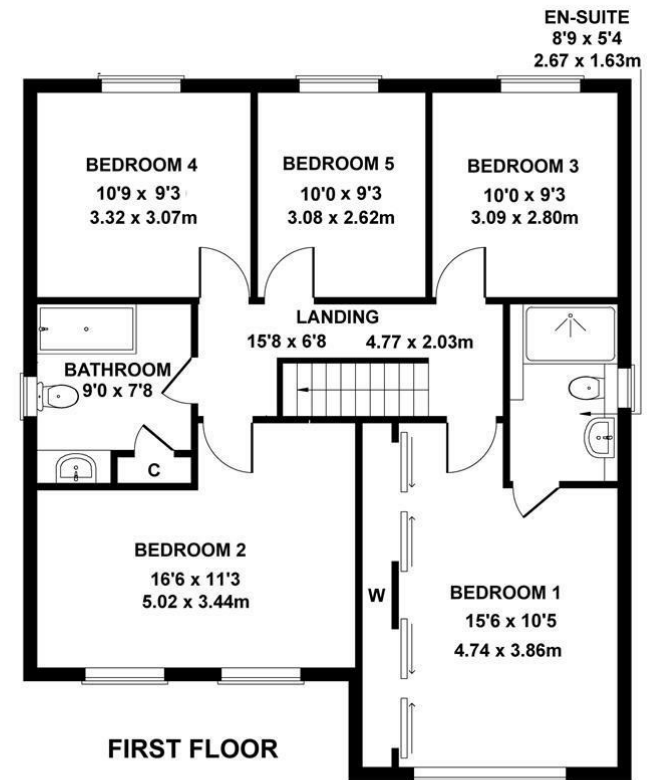 EN-SUITE
8'9 x 5'4
2.67 x 1.63m
BEDROOM 4
10'9 x 9'3
3.32 x 3.07m
BEDROOM 5
10'0 x 9'3
3.08 x 2.62m
BEDROOM 3
10'0 x 9'3
3.09 x 2.80m
LANDING
15'8 x 6'8 4.77 x 2.03m
BATHROOM
9'0 x 7'8
C
BEDROOM 2
16'6 x 11'3
5.02 x 3.44m
W
BEDROOM 1
15'6 x 10'5
4.74 x 3.86m
FIRST FLOOR